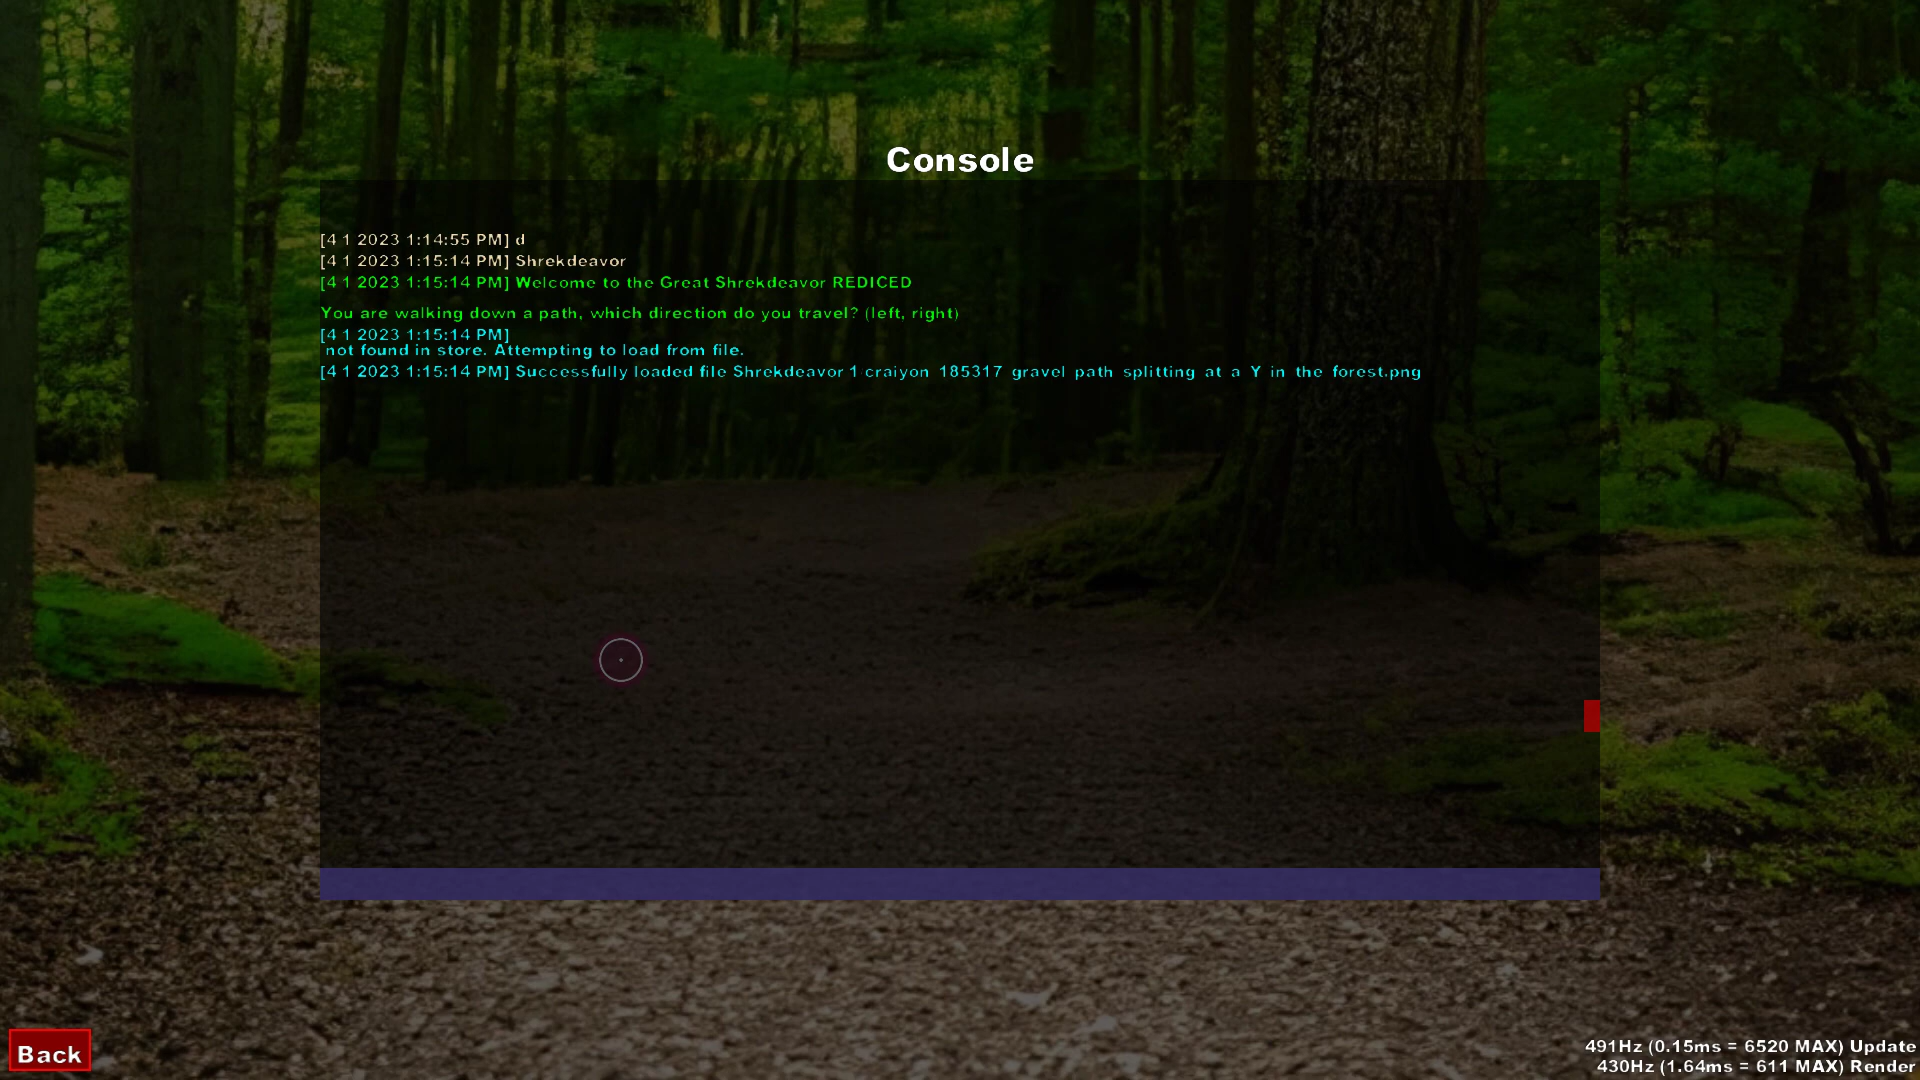 Console
[4 1 2023 1:14:55 PM] d
[4 1 2023 1:15:14 PM] Shrekdeavor
[4 1 2023 1:15:14 PM] Welcome to the Great Shrekdeavor REDICED
You are walking down a path, which direction do you travel? (left, right)
[4 1 2023 1:15:14 PM]
not found in store. Attempting to load from file.
[4 1 2023 1:15:14 PM] Successfully loaded file Shrekdeavor 1 craiyon 185317 gravel path splitting at a Y in the forest.png
Back
491Hz (0.15ms = 6520 MAX) Update
430Hz (1.64ms = 611 MAX) Render